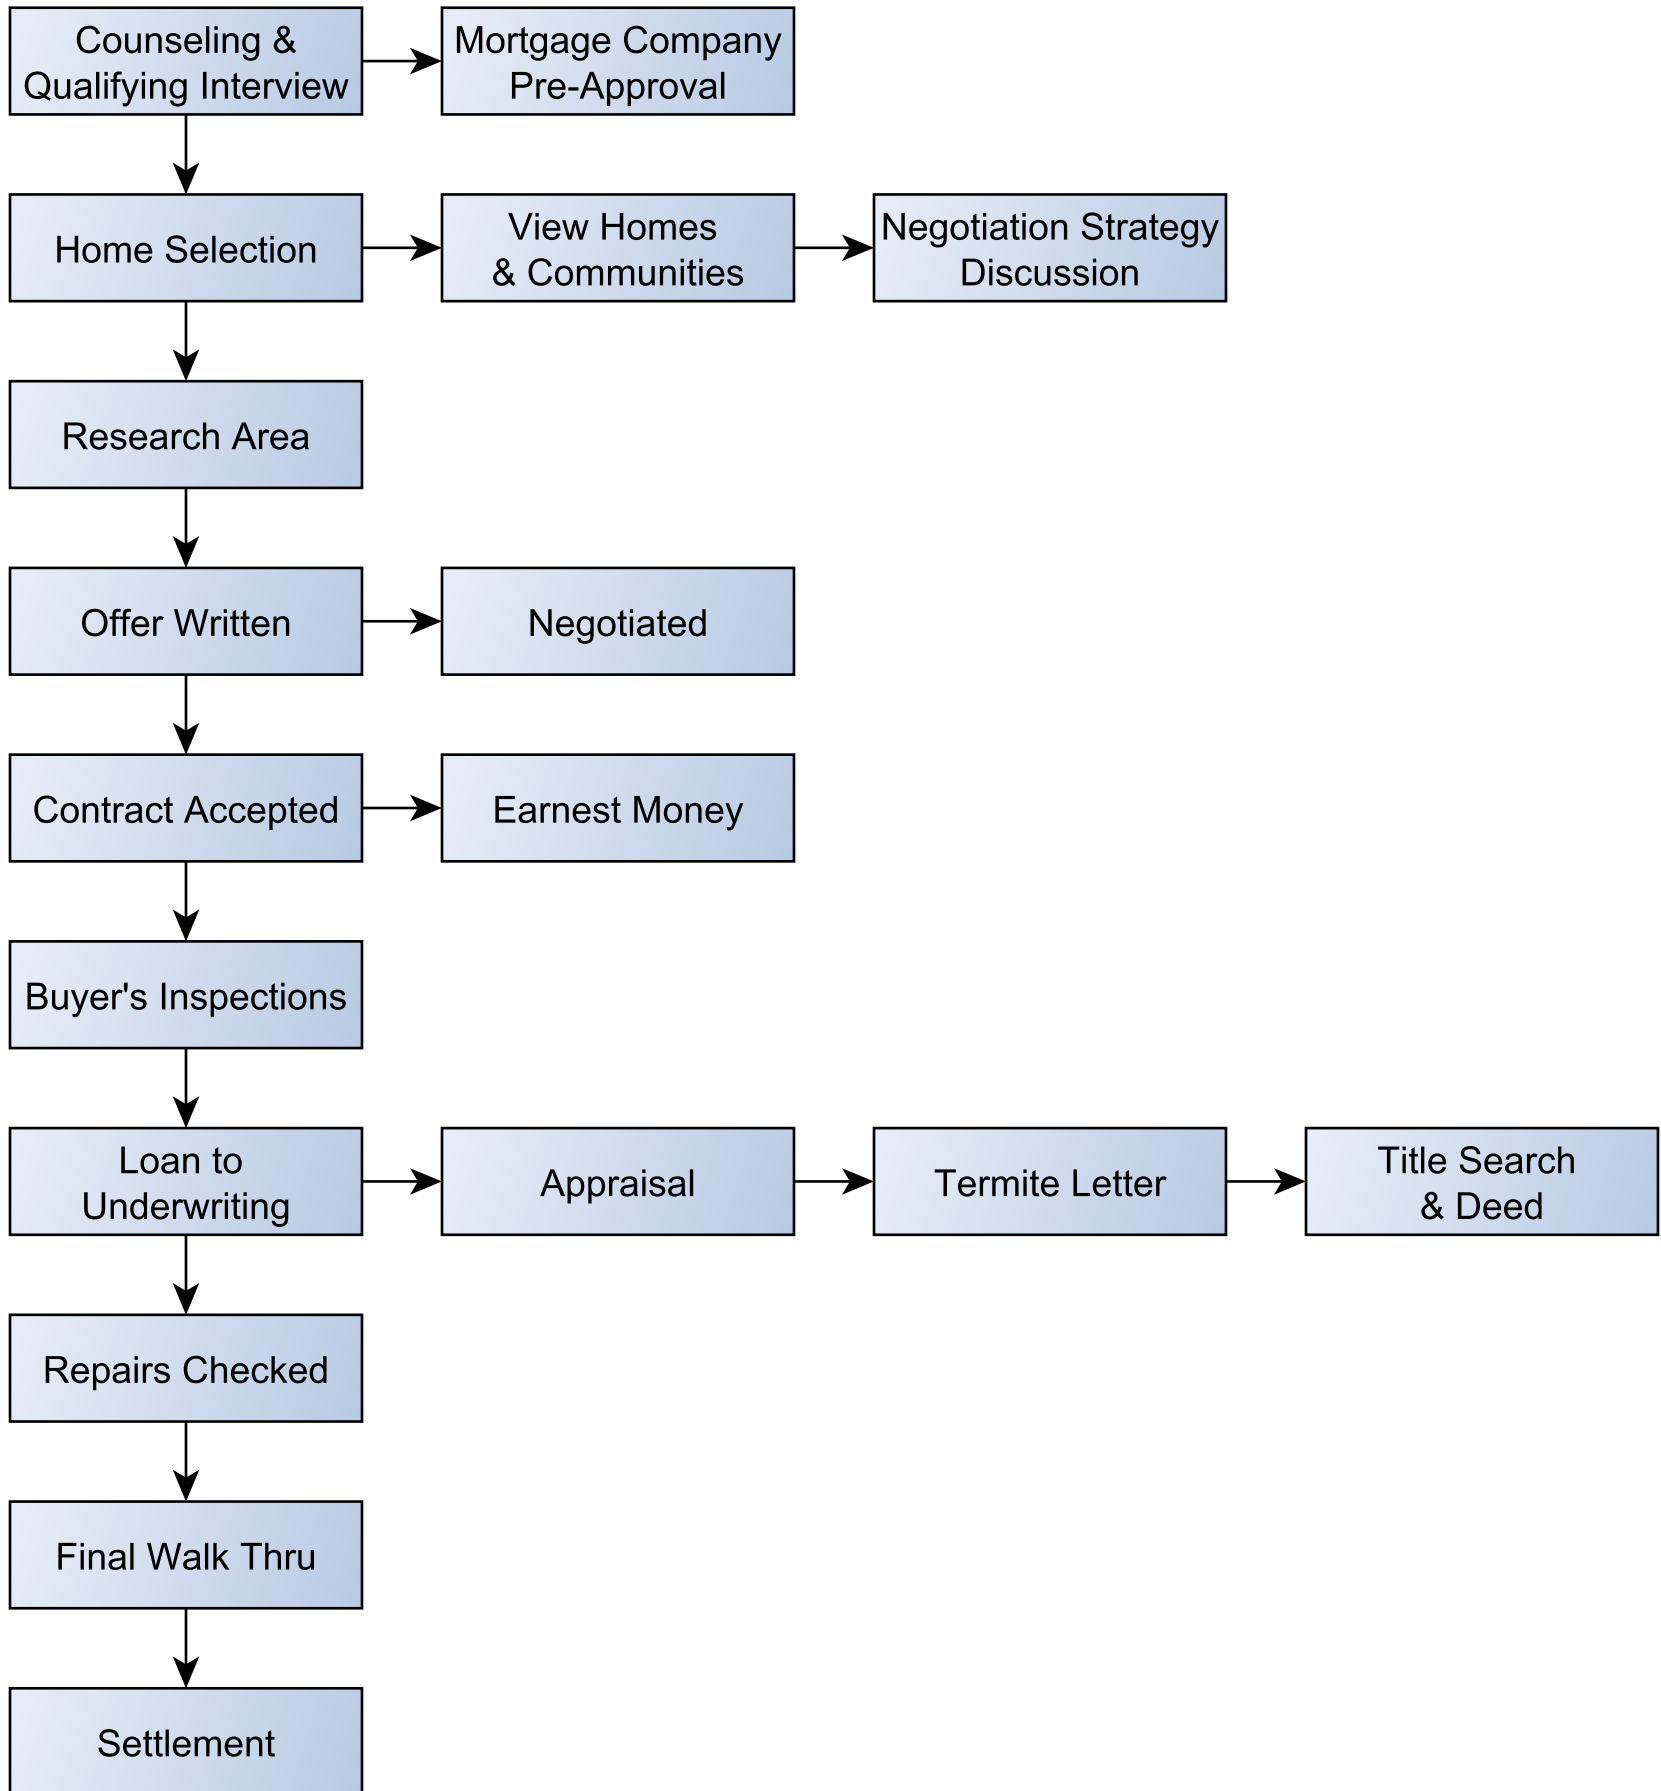 Counseling &
Qualifying Interview
Mortgage Company
Pre-Approval
Home Selection
View Homes
& Communities
Negotiation Strategy
Discussion
Research Area
Offer Written
Negotiated
Contract Accepted
Earnest Money
Buyer's Inspections
Loan to
Underwriting
Appraisal
Termite Letter
Title Search
& Deed
Repairs Checked
Final Walk Thru
Settlement